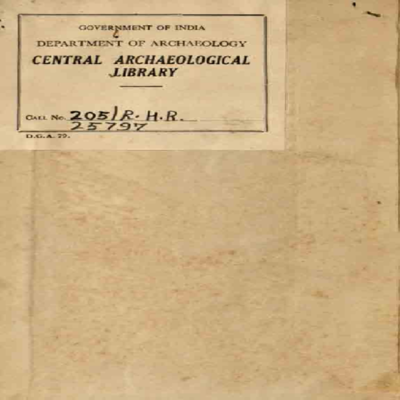 GOVERNMENT OF INDIA
DEPARTMENT OF ARCHAEOLOGY
CENTRAL ARCHAEOLOGICAL
LIBRARY
CALL No. 205/R.H.R.
25797
D.G.A. 79.